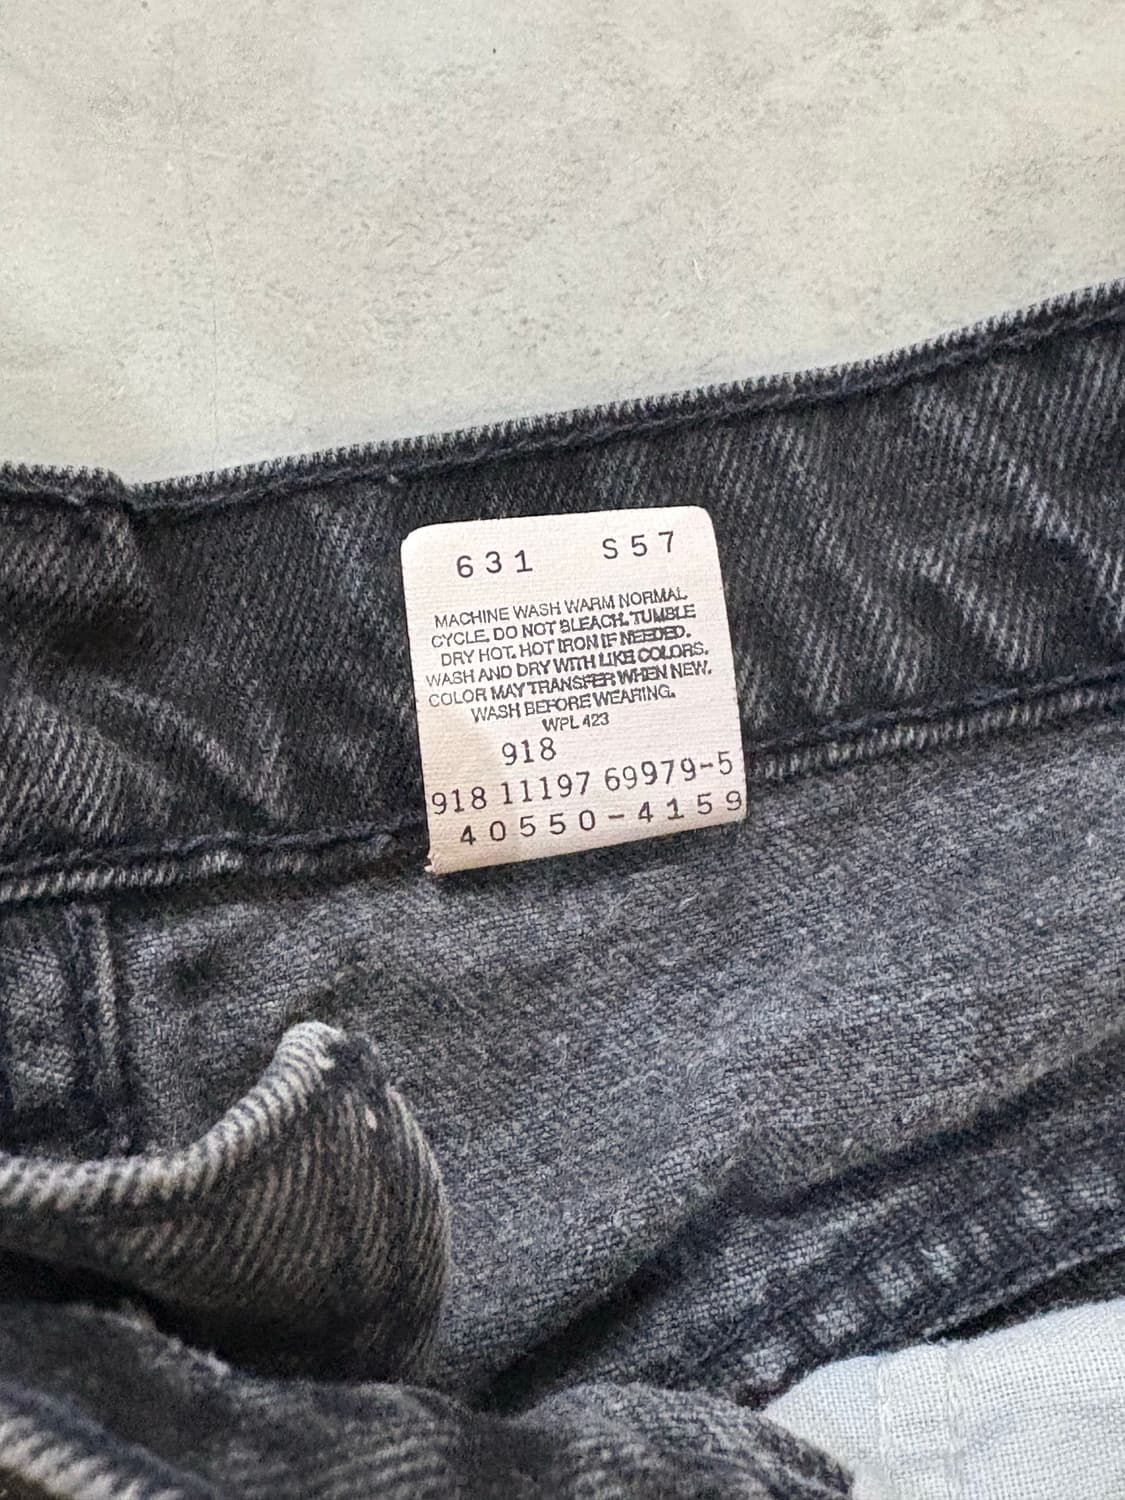 631 S57
MACHINE WASH WARM NORMAL
CYCLE. DO NOT BLEACH. TUMBLE
DRY HOT. HOT IRON IF NEEDED.
WASH AND DRY WITH LIKE COLORS.
COLOR MAY TRANSFER WHEN NEW.
WASH BEFORE WEARING.
WPL 423
918
918 11197 69979-5
40550-4159